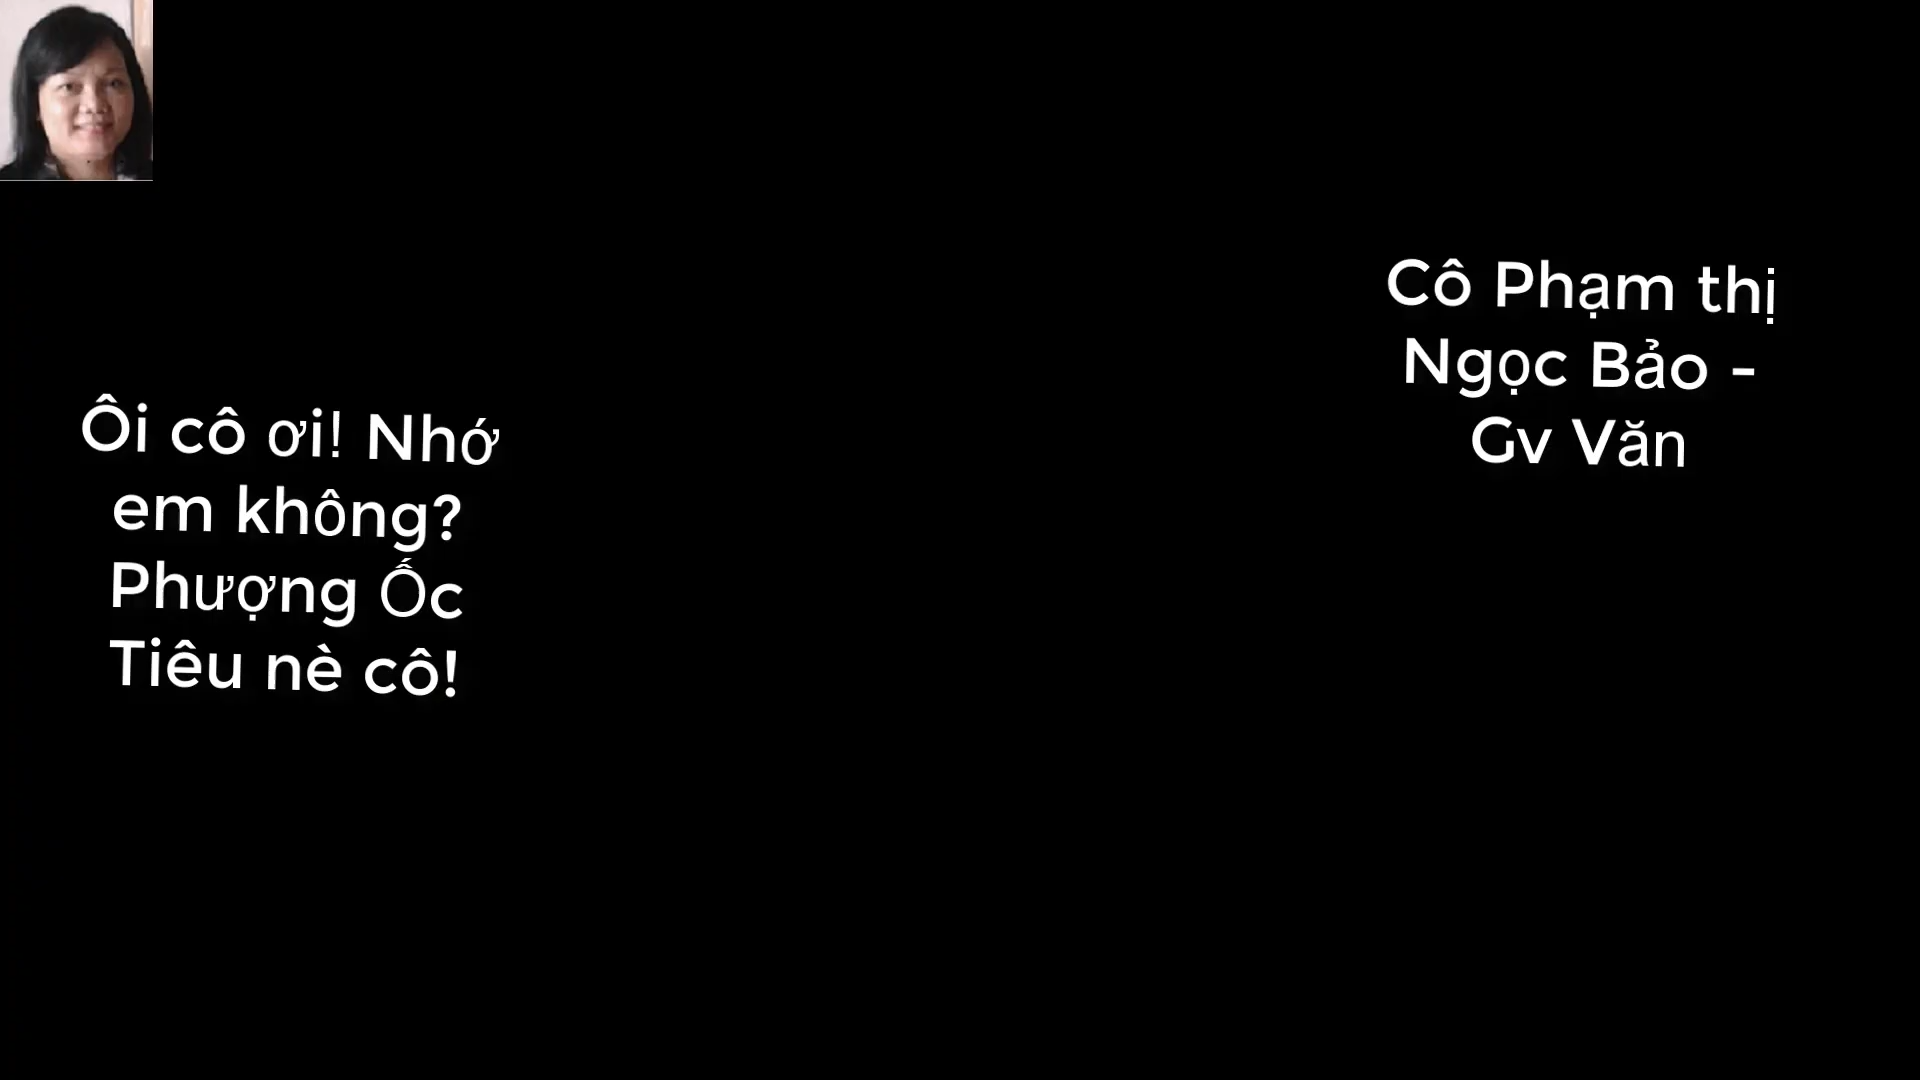 Ôi cô ơi! Nhớ
em không?
Phượng Ốc
Tiêu nè cô!
Cô Phạm thị
Ngọc Bảo -
Gv Văn